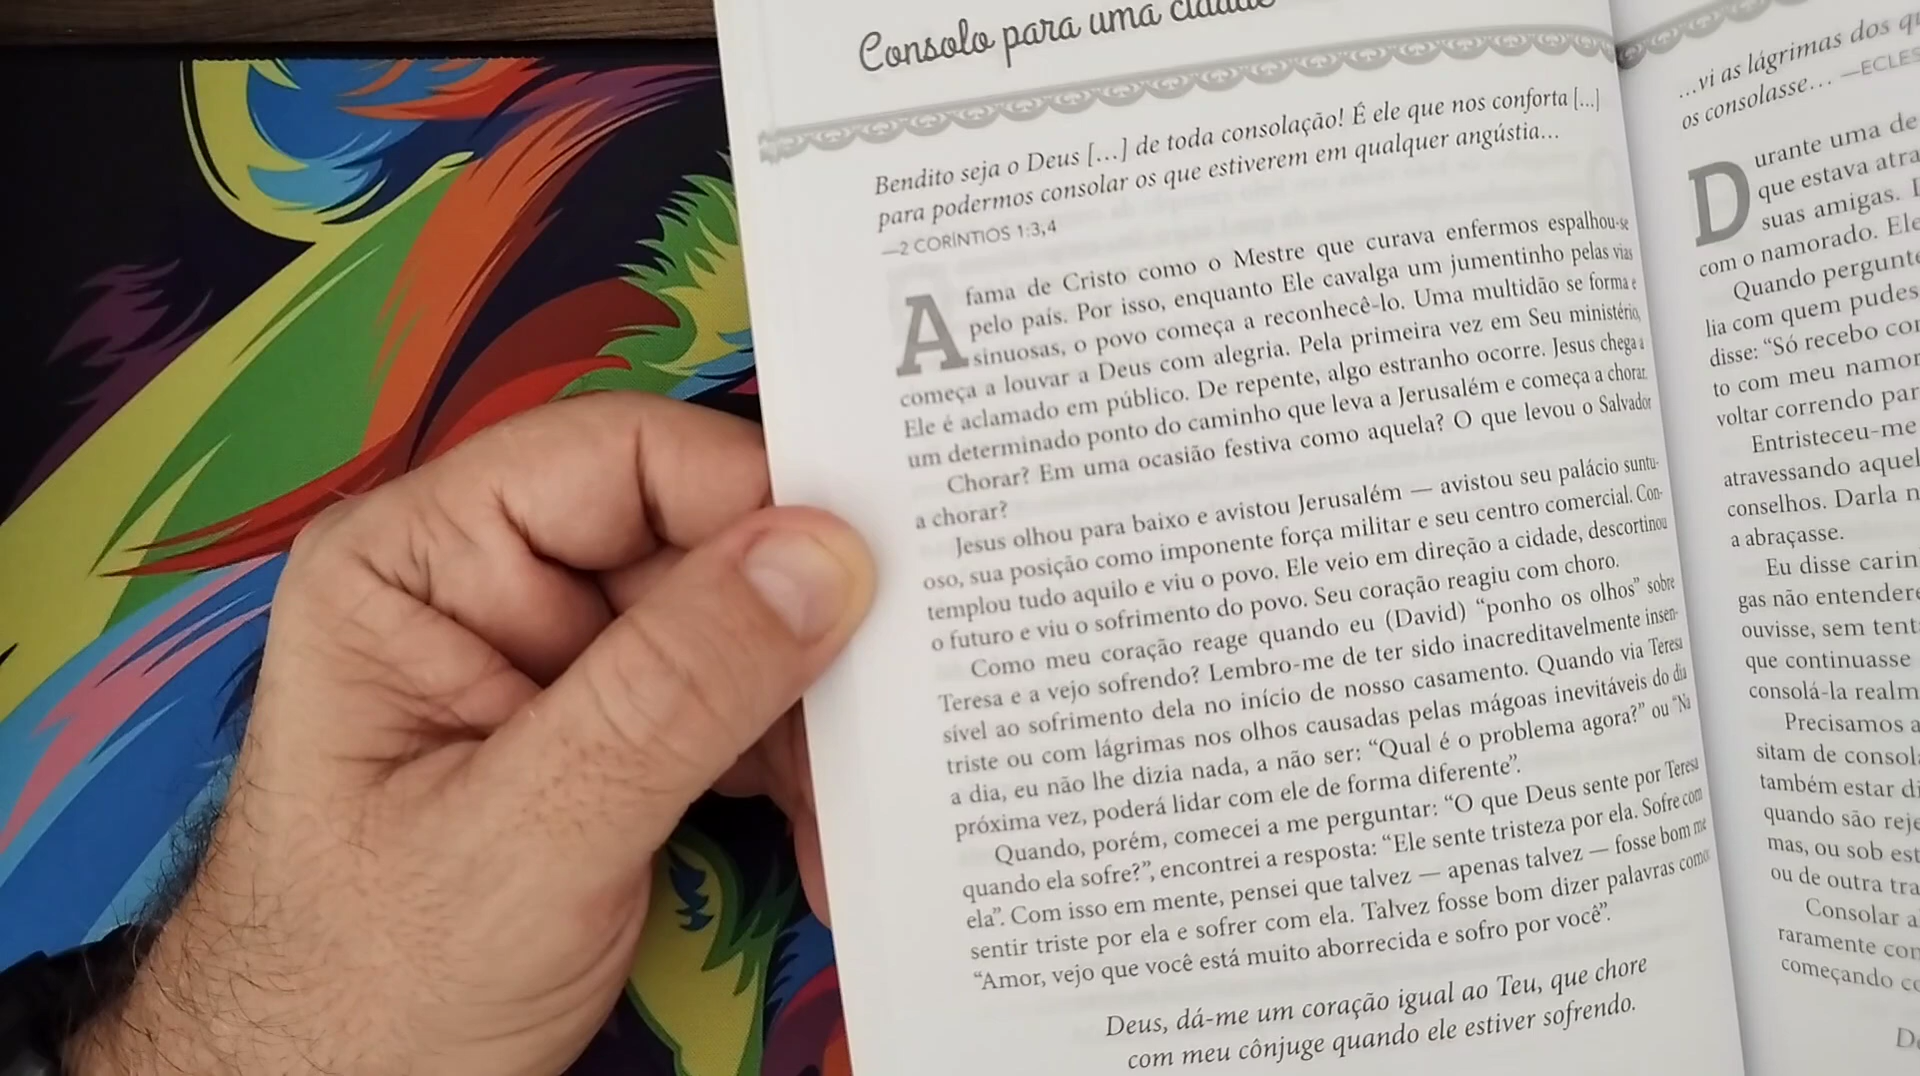 Consolo para uma cidade
Bendito seja o Deus [...] de toda consolação! É ele que nos conforta [...]
para podermos consolar os que estiverem em qualquer angústia...
—2 CORÍNTIOS 1:3,4
A fama de Cristo como o Mestre que curava enfermos espalhou-se
pelo país. Por isso, enquanto Ele cavalga um jumentinho pelas vias
sinuosas, o povo começa a reconhecê-lo. Uma multidão se forma e
começa a louvar a Deus com alegria. Pela primeira vez em Seu ministério,
Ele é aclamado em público. De repente, algo estranho ocorre. Jesus chega a
um determinado ponto do caminho que leva a Jerusalém e começa a chorar.
Chorar? Em uma ocasião festiva como aquela? O que levou o Salvador
a chorar?
Jesus olhou para baixo e avistou Jerusalém — avistou seu palácio suntu-
oso, sua posição como imponente força militar e seu centro comercial. Con-
templou tudo aquilo e viu o povo. Ele veio em direção a cidade, descortinou
o futuro e viu o sofrimento do povo. Seu coração reagiu com choro.
Como meu coração reage quando eu (David) “ponho os olhos” sobre
Teresa e a vejo sofrendo? Lembro-me de ter sido inacreditavelmente insen-
sível ao sofrimento dela no início de nosso casamento. Quando via Teresa
triste ou com lágrimas nos olhos causadas pelas mágoas inevitáveis do dia
a dia, eu não lhe dizia nada, a não ser: “Qual é o problema agora?” ou “Na
próxima vez, poderá lidar com ele de forma diferente”.
Quando, porém, comecei a me perguntar: “O que Deus sente por Teresa
quando ela sofre?”, encontrei a resposta: “Ele sente tristeza por ela. Sofre com
ela”. Com isso em mente, pensei que talvez — apenas talvez — fosse bom me
sentir triste por ela e sofrer com ela. Talvez fosse bom dizer palavras como:
“Amor, vejo que você está muito aborrecida e sofro por você”.
Deus, dá-me um coração igual ao Teu, que chore
com meu cônjuge quando ele estiver sofrendo.
...vi as lágrimas dos
os consolasse... —ECLES
Durante uma de
que estava atra
suas amigas.
com o namorado. Ele
Quando pergunte
lia com quem pudes
disse: “Só recebo con
to com meu namor
voltar correndo par
Entristeceu-me
atravessando aquel
conselhos. Darla n
a abraçasse.
Eu disse carin
gas não entendere
ouvisse, sem tent
que continuasse
consolá-la realm
Precisamos a
sitam de consol
também estar di
quando são reje
mas, ou sob est
ou de outra tra
Consolar a
raramente con
começando co